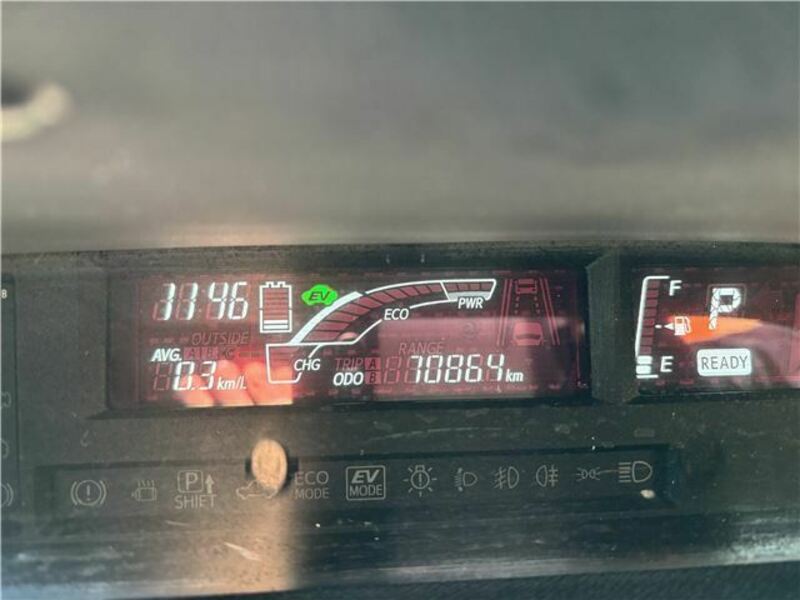 11:46
EV
PWR
ECO
F
P
OUTSIDE
AVG. A B C
CHG
RANGE
TRIP A
E
READY
0.3 km/L
ODO B
70864 km
P
SHIFT
ECO
MODE
EV
MODE